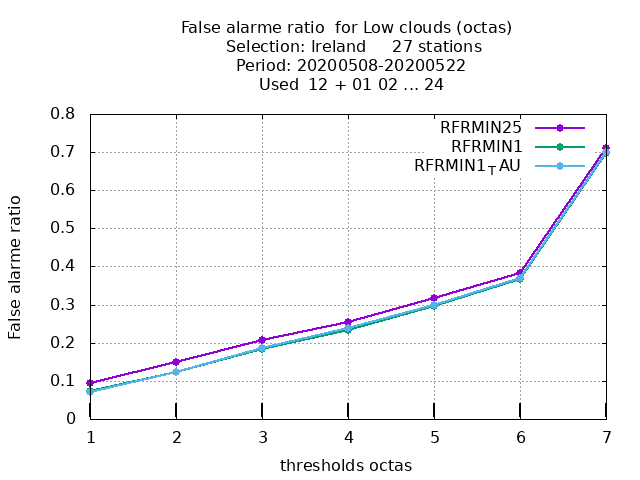 False alarme ratio  for Low clouds (octas)
Selection: Ireland     27 stations
Period: 20200508-20200522
Used  12 + 01 02 ... 24
False alarme ratio
0.8
0.7
0.6
0.5
0.4
0.3
0.2
0.1
0
RFRMIN25
RFRMIN1
RFRMIN1TAU
1 2 3 4 5 6 7
thresholds octas